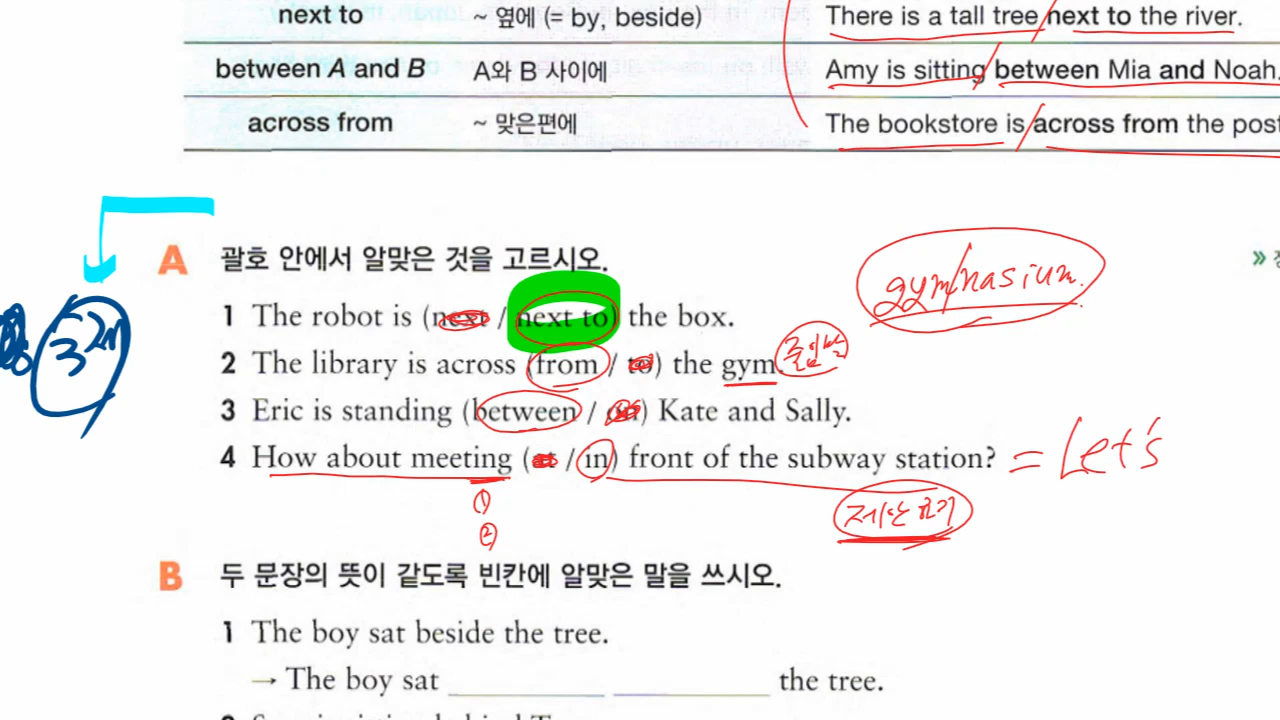 next to ~ 옆에 (= by, beside) There is a tall tree next to the river.
between A and B A와 B 사이에 Amy is sitting between Mia and Noah.
across from ~ 맞은편에 The bookstore is across from the post
A 괄호 안에서 알맞은 것을 고르시오.
gymnasium.
1 The robot is (next / next to) the box.
2 The library is across (from / to) the gym.
3 Eric is standing (between / on) Kate and Sally.
4 How about meeting (at / in) front of the subway station? = Let's
①
②
B 두 문장의 뜻이 같도록 빈칸에 알맞은 말을 쓰시오.
1 The boy sat beside the tree.
→ The boy sat the tree.